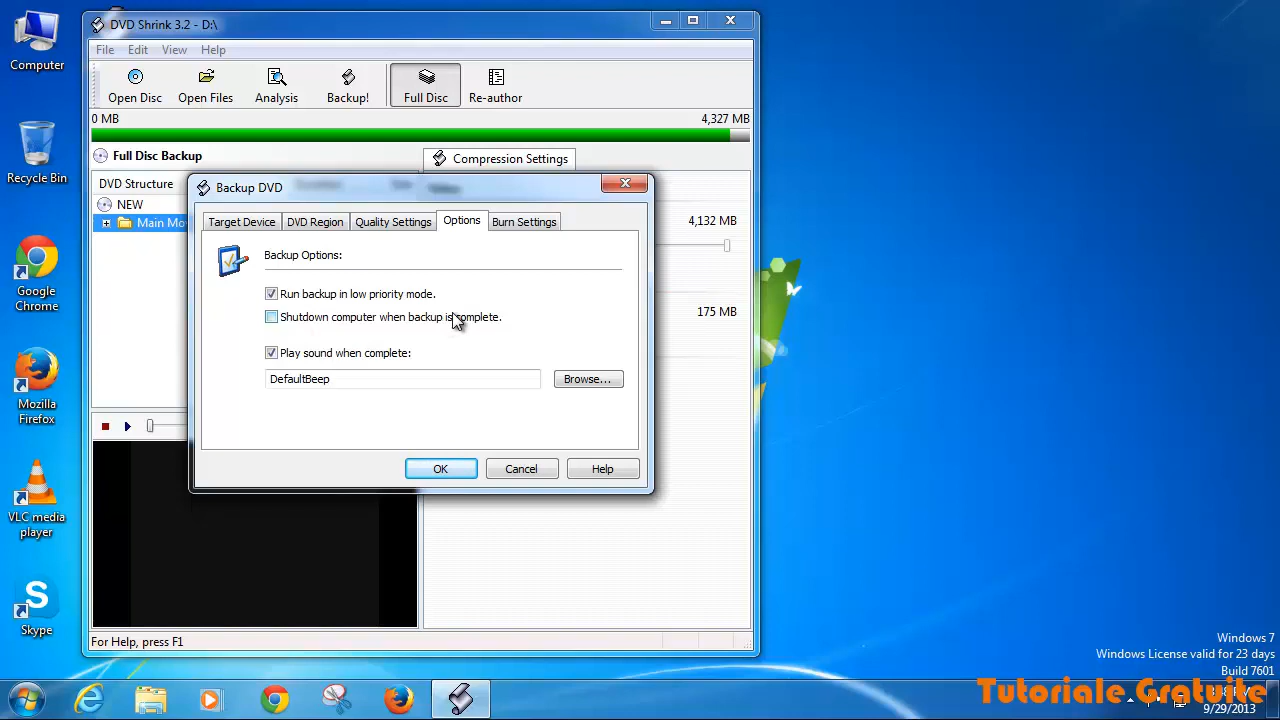 Computer
Recycle Bin
Google
Chrome
Mozilla
Firefox
VLC media
player
Skype
DVD Shrink 3.2 - D:\
File Edit View Help
Open Disc Open Files Analysis Backup! Full Disc Re-author
0 MB 4,327 MB
Full Disc Backup
Compression Settings
DVD Structure
NEW
Main Mo
4,132 MB
175 MB
Backup DVD
Target Device DVD Region Quality Settings Options Burn Settings
Backup Options:
Run backup in low priority mode.
Shutdown computer when backup is complete.
Play sound when complete:
DefaultBeep Browse...
OK Cancel Help
For Help, press F1
Windows 7
Windows License valid for 23 days
Build 7601
Tutoriale Gratuite
9/29/2013